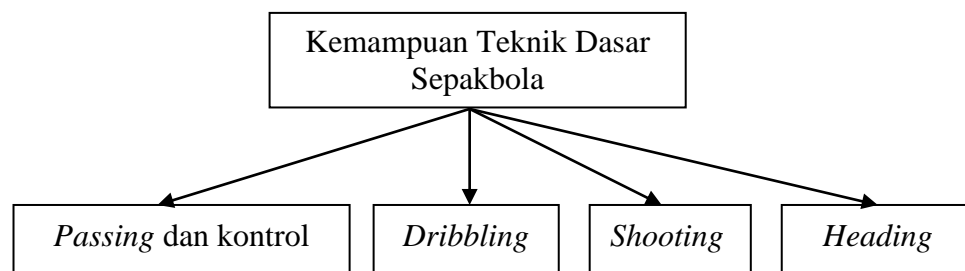 Kemampuan Teknik Dasar
Sepakbola
Passing dan kontrol
Dribbling
Shooting
Heading